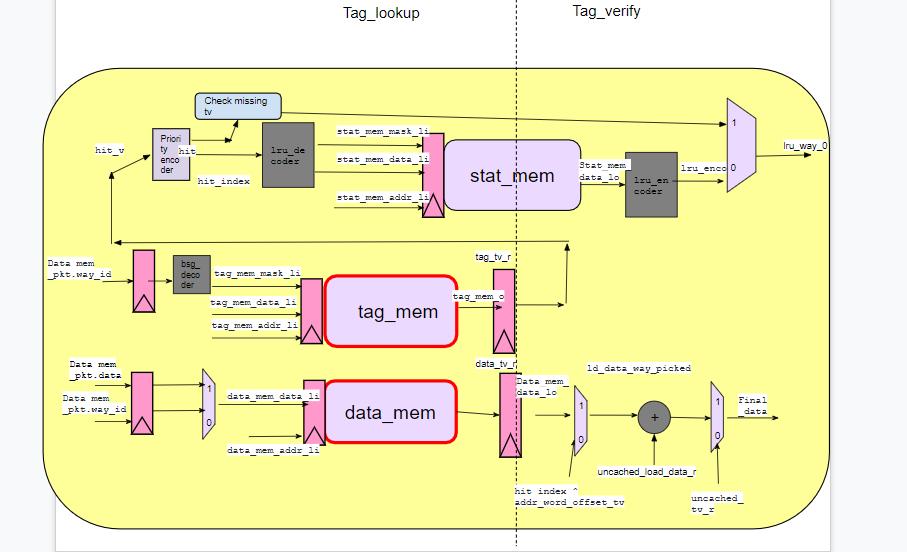 Tag_lookup
Tag_verify
Check missing
tv
hit_v
Priori
ty
enco
der
hit
hit_index
lru_de
coder
stat_mem_mask_li
stat_mem_data_li
stat_mem_addr_li
stat_mem
Stat_mem
data_lo
lru_en
coder
lru_enco
1
0
lru_way_0
Data mem
_pkt.way_id
bsg_
deco
der
tag_mem_mask_li
tag_mem_data_li
tag_mem_addr_li
tag_mem
tag_mem_o
tag_tv_r
Data mem
_pkt.data
Data mem
_pkt.way_id
1
0
data_mem_data_li
data_mem_addr_li
data_mem
data_tv_r
Data_mem_
data_lo
1
0
hit index ^
addr_word_offset_tv
ld_data_way_picked
+
uncached_load_data_r
1
0
uncached_
tv_r
Final
_data